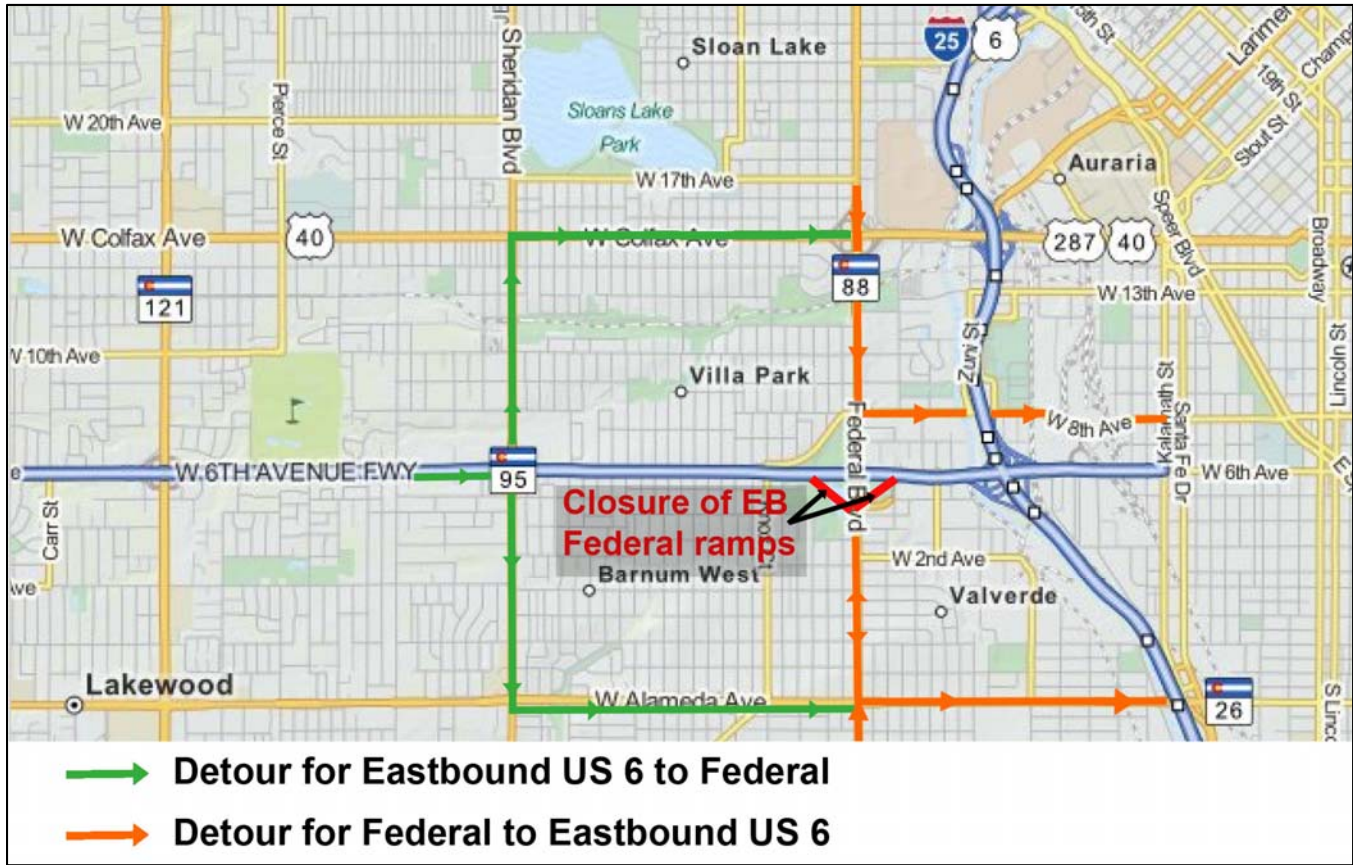 Sloan Lake
Sheridan Blvd
25
6
15th St
Larimer
Champ
19th St
Stout St
Pierce St
W 20th Ave
Sloans Lake
Park
Auraria
W 17th Ave
Speer Blvd
Broadway
W Colfax Ave
40
W Colfax Ave
287
40
88
121
W 13th Ave
Zuni St
Lincoln St
W 10th Ave
Villa Park
Federal Blvd
W 8th Ave
Kalamath St
Santa Fe Dr
W. 6TH AVENUE FWY
95
W 6th Ave
Carr St
Closure of EB
Federal ramps
W 2nd Ave
Barnum West
Valverde
Lakewood
W Alameda Ave
26
S Linc
Detour for Eastbound US 6 to Federal
Detour for Federal to Eastbound US 6